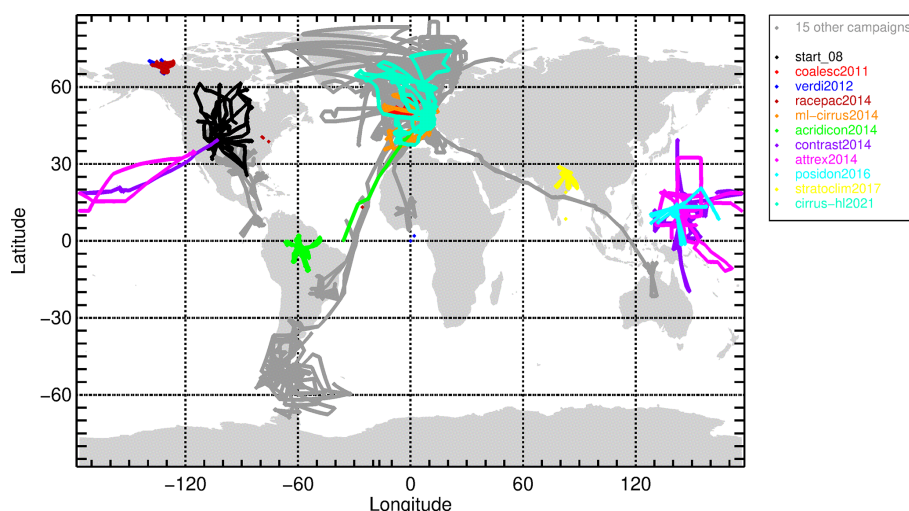 15 other campaigns
start_08
coalesc2011
verdi2012
racepac2014
ml-cirrus2014
acridicon2014
contrast2014
attrex2014
posidon2016
stratoclim2017
cirrus-hl2021
Latitude
60
30
0
-30
-60
-120
-60
0
60
120
Longitude